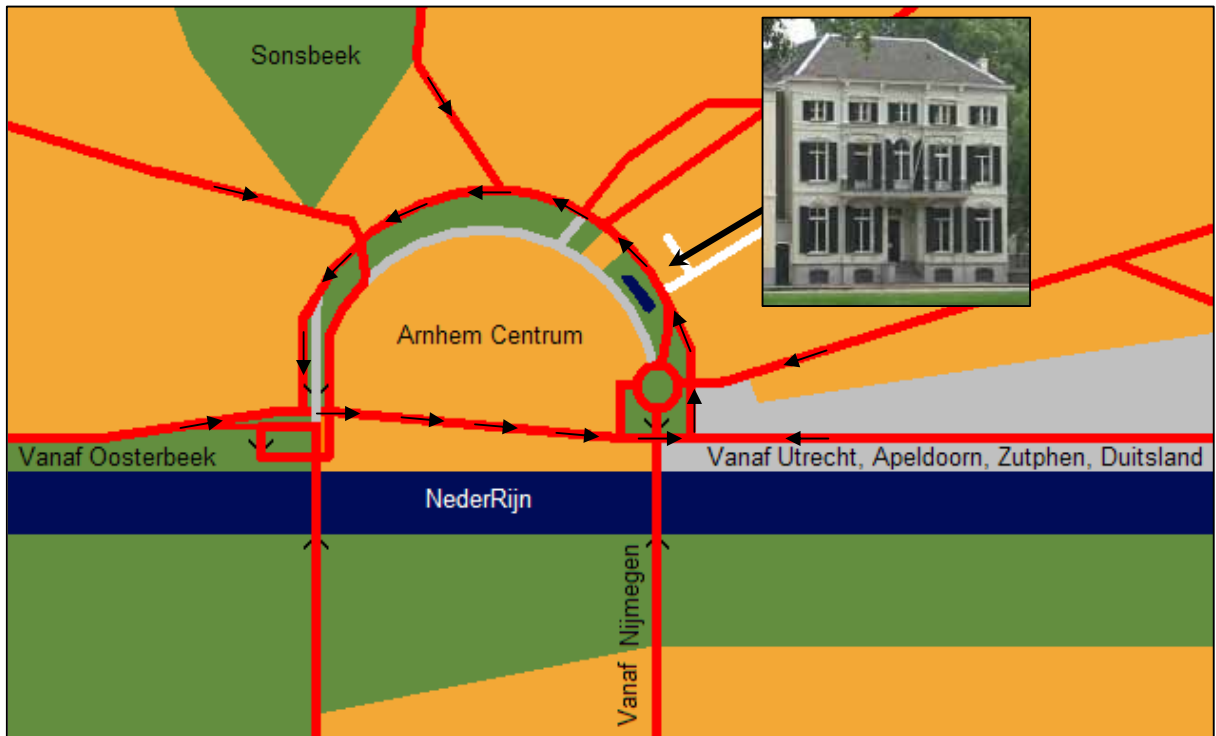 Sonsbeek
Arnhem Centrum
Vanaf Oosterbeek
Vanaf Utrecht, Apeldoorn, Zutphen, Duitsland
NederRijn
Vanaf Nijmegen